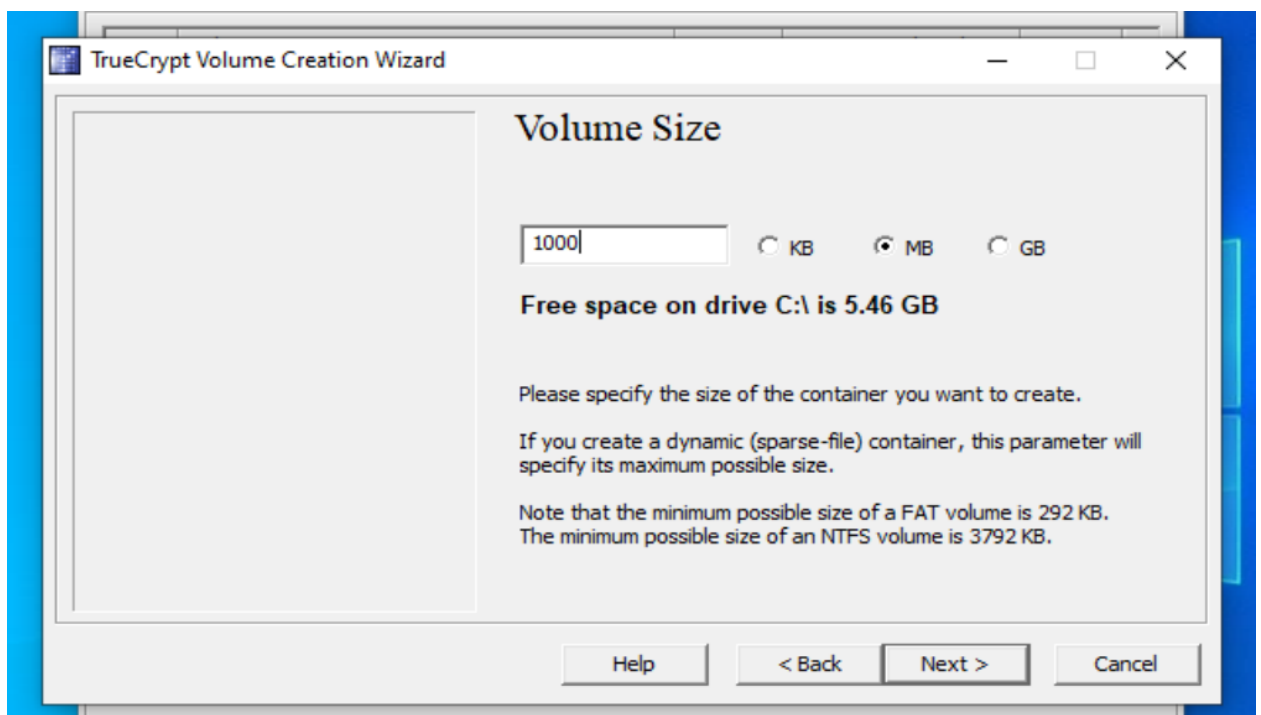 TrueCrypt Volume Creation Wizard
Volume Size
1000 KB MB GB
Free space on drive C:\ is 5.46 GB
Please specify the size of the container you want to create.
If you create a dynamic (sparse-file) container, this parameter will
specify its maximum possible size.
Note that the minimum possible size of a FAT volume is 292 KB.
The minimum possible size of an NTFS volume is 3792 KB.
Help < Back Next > Cancel